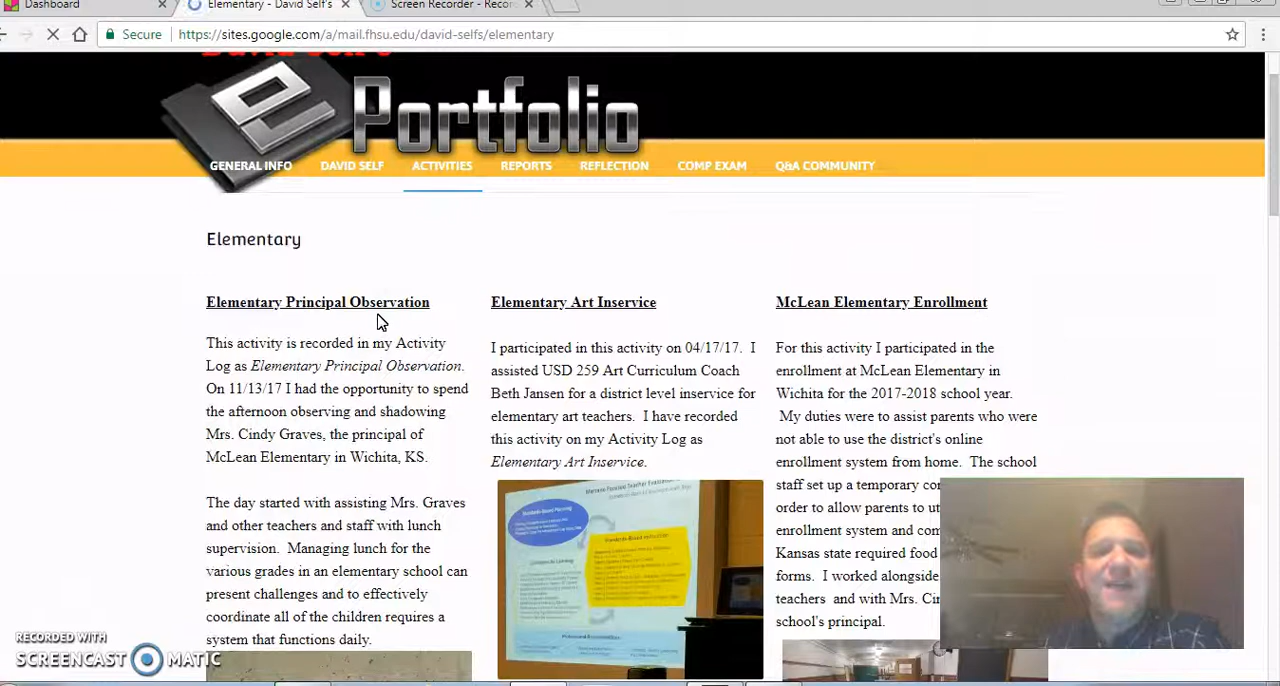 Dashboard
Elementary - David Self's
Screen Recorder - Recor
Secure
https://sites.google.com/a/mail.fhsu.edu/david-selfs/elementary
e Portfolio
GENERAL INFO
DAVID SELF
ACTIVITIES
REPORTS
REFLECTION
COMP EXAM
Q&A COMMUNITY
Elementary
Elementary Principal Observation
This activity is recorded in my Activity
Log as Elementary Principal Observation.
On 11/13/17 I had the opportunity to spend
the afternoon observing and shadowing
Mrs. Cindy Graves, the principal of
McLean Elementary in Wichita, KS.
The day started with assisting Mrs. Graves
and other teachers and staff with lunch
supervision. Managing lunch for the
various grades in an elementary school can
present challenges and to effectively
coordinate all of the children requires a
system that functions daily.
Elementary Art Inservice
I participated in this activity on 04/17/17. I
assisted USD 259 Art Curriculum Coach
Beth Jansen for a district level inservice for
elementary art teachers. I have recorded
this activity on my Activity Log as
Elementary Art Inservice.
McLean Elementary Enrollment
For this activity I participated in the
enrollment at McLean Elementary in
Wichita for the 2017-2018 school year.
My duties were to assist parents who were
not able to use the district's online
enrollment system from home. The school
staff set up a temporary co
order to allow parents to ut
enrollment system and com
Kansas state required food
forms. I worked alongside
teachers and with Mrs. Cin
school's principal.
RECORDED WITH
SCREENCAST MATIC